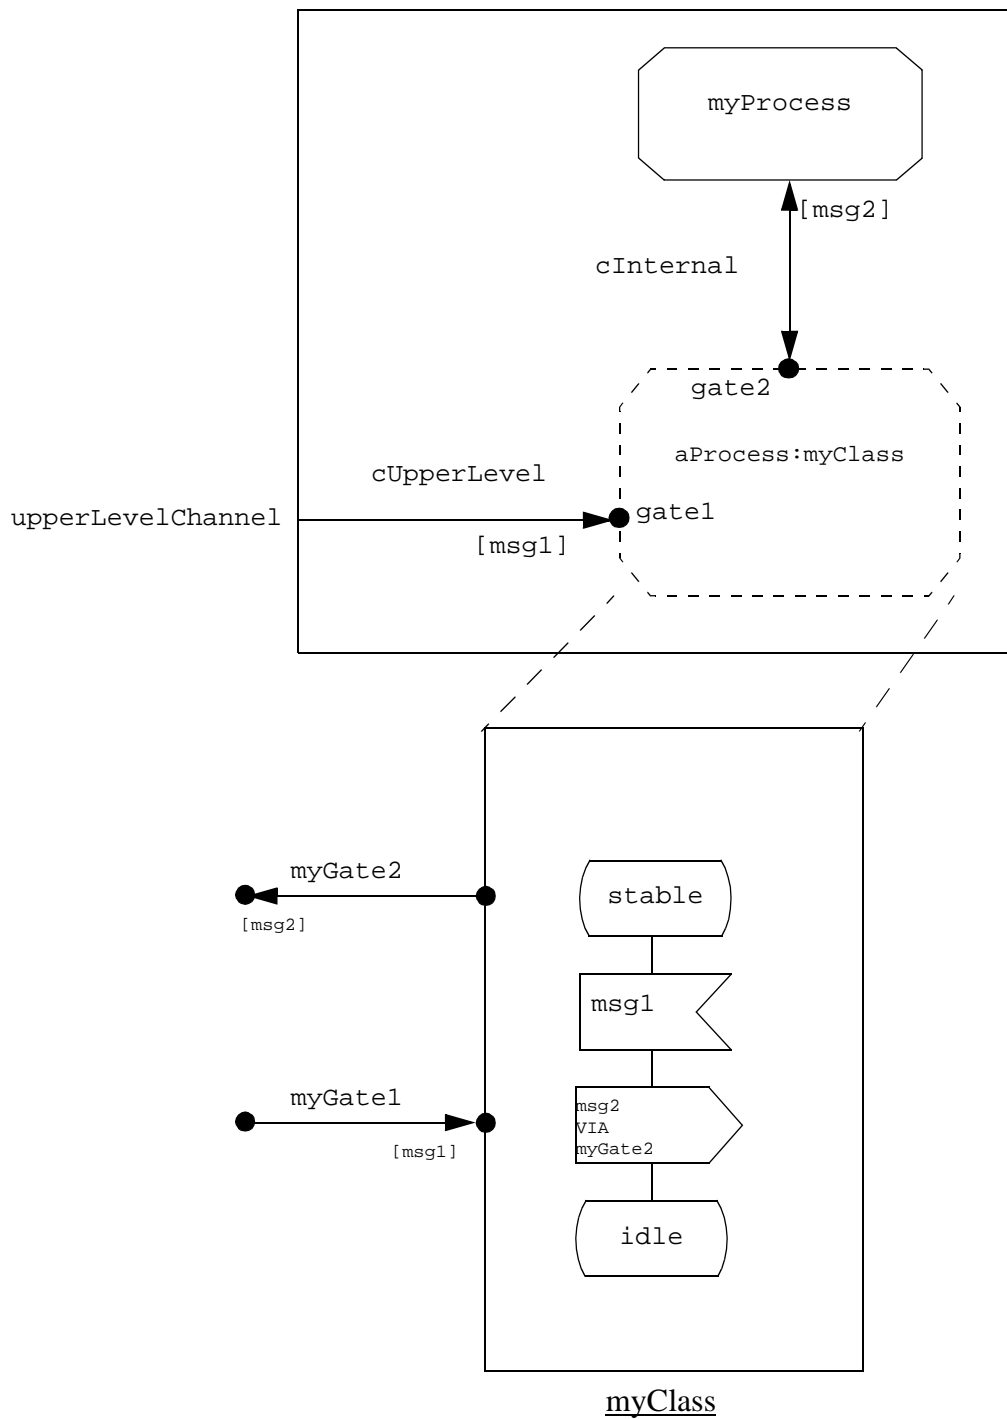 myProcess
[msg2]
cInternal
gate2
aProcess:myClass
cUpperLevel
upperLevelChannel
gate1
[msg1]
myGate2
[msg2]
stable
msg1
myGate1
[msg1]
msg2
VIA
myGate2
idle
myClass